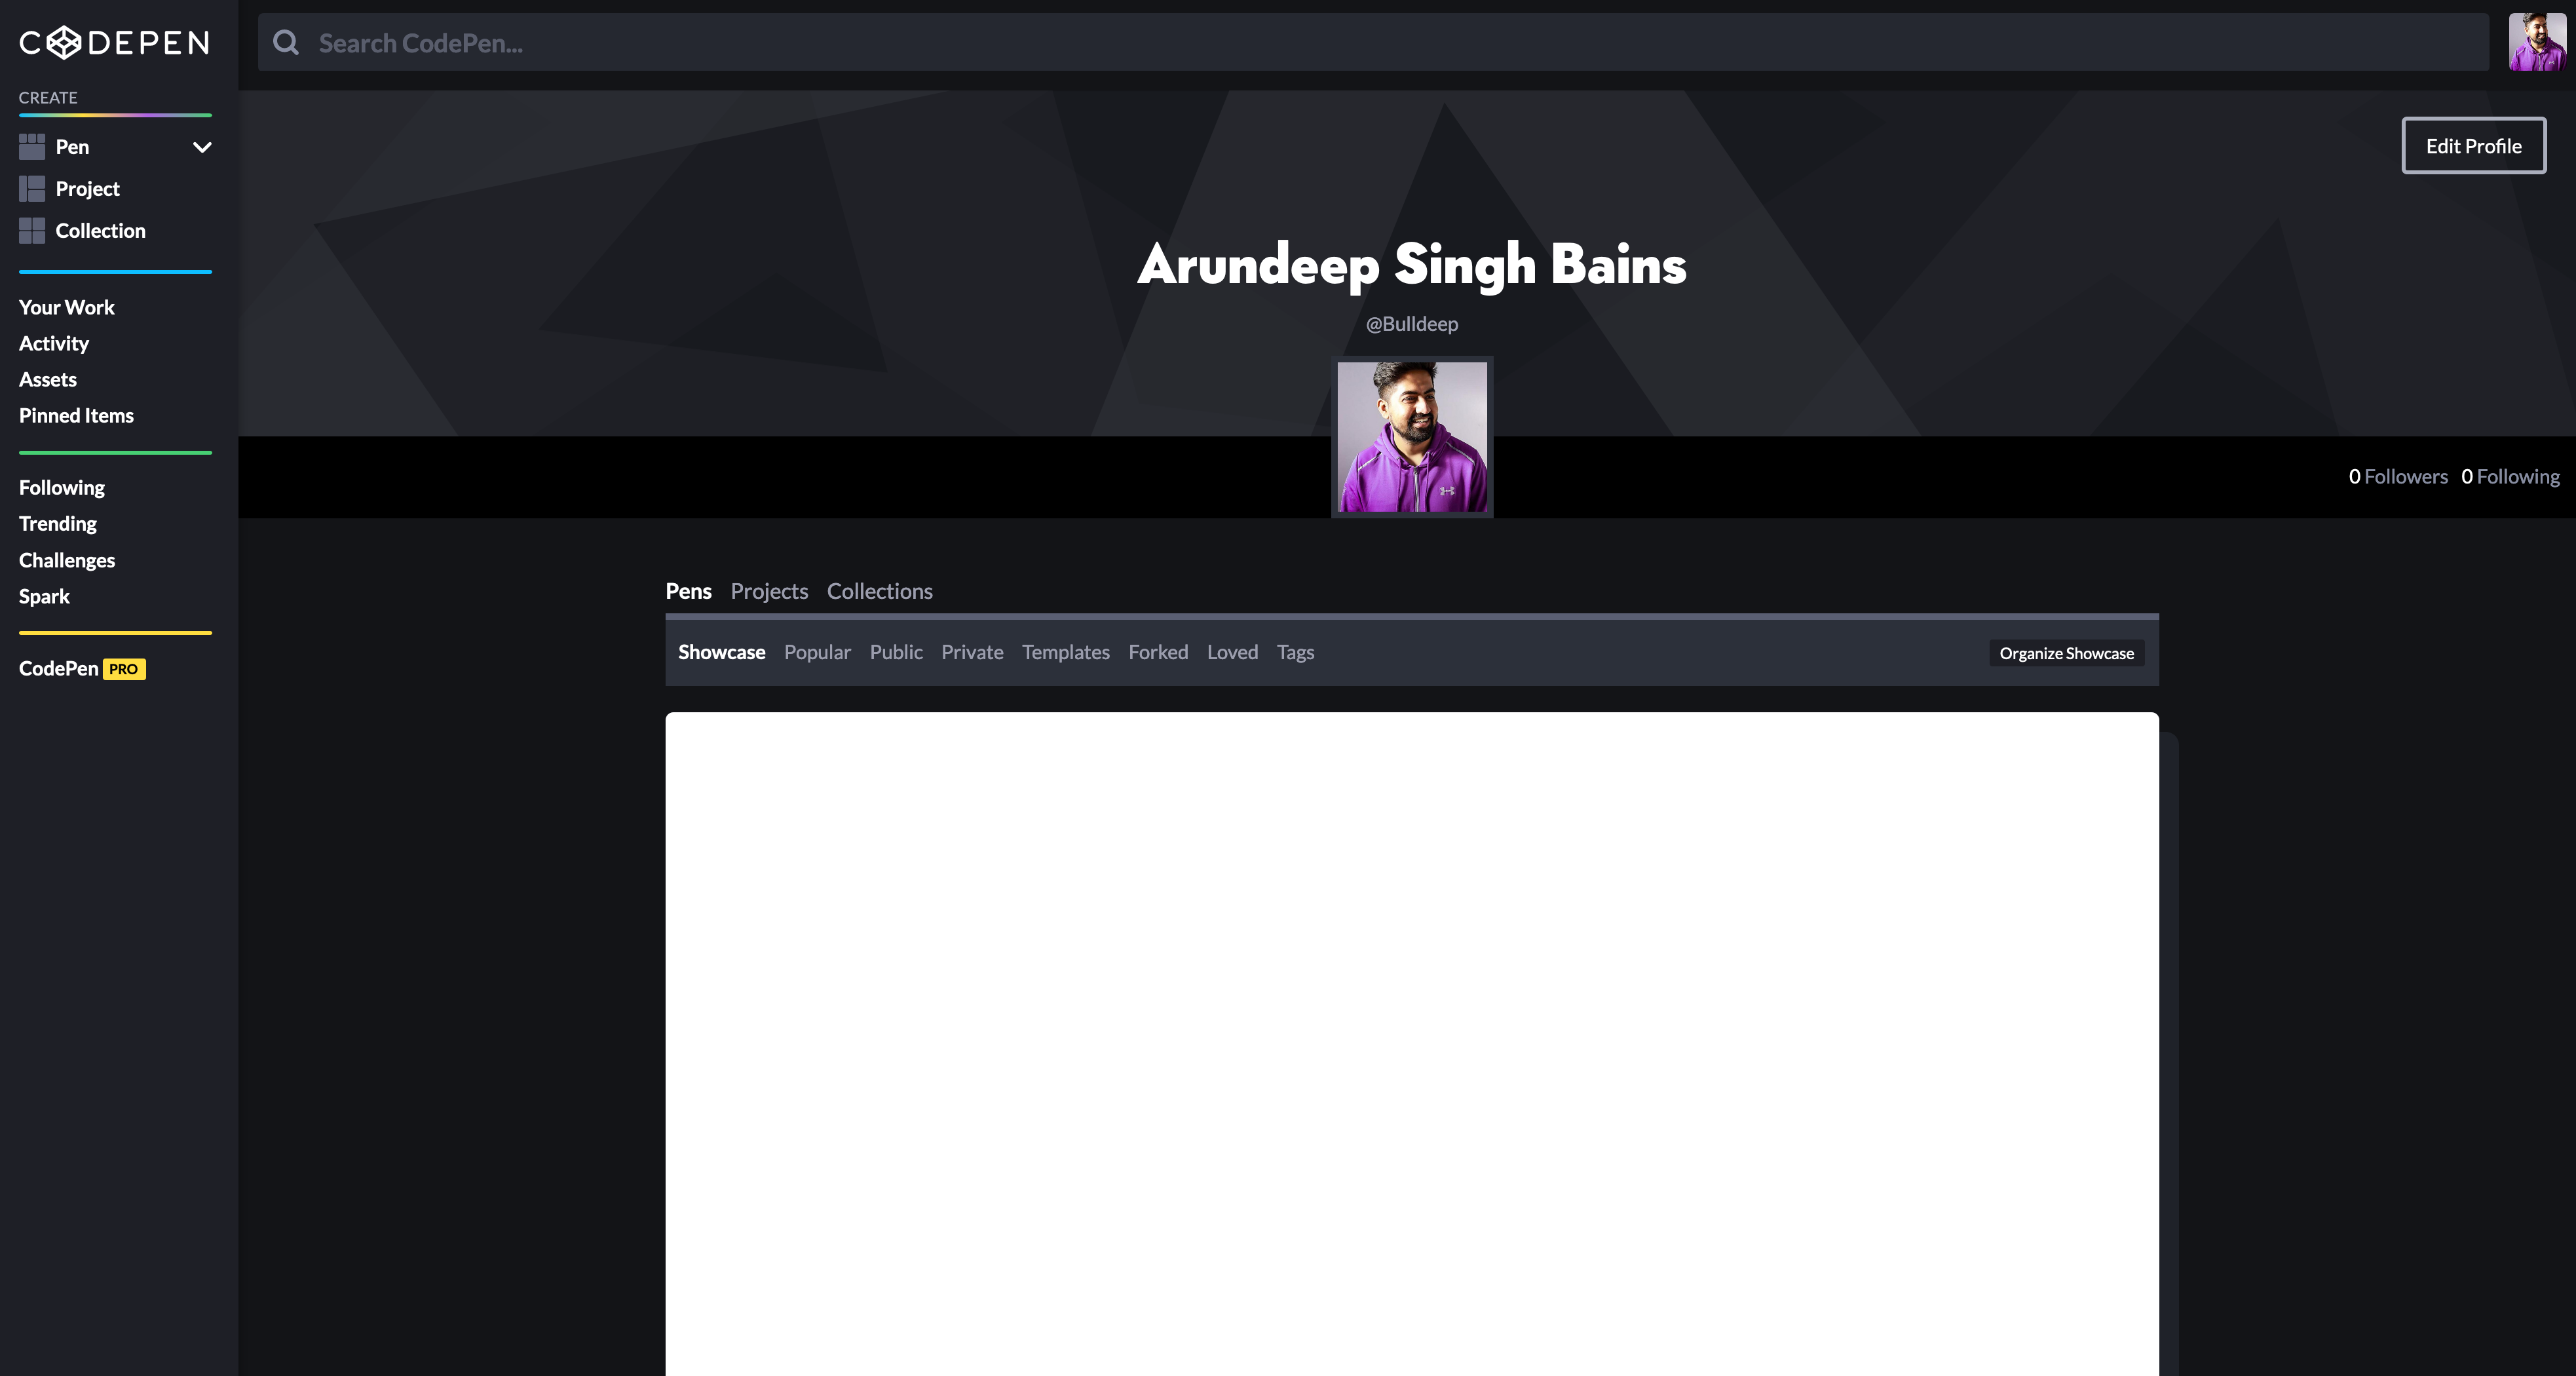 CODEPEN
Search CodePen...
CREATE
Pen
Project
Collection
Your Work
Activity
Assets
Pinned Items
Following
Trending
Challenges
Spark
CodePen PRO
Edit Profile
Arundeep Singh Bains
@Bulldeep
0 Followers 0 Following
Pens Projects Collections
Showcase Popular Public Private Templates Forked Loved Tags Organize Showcase